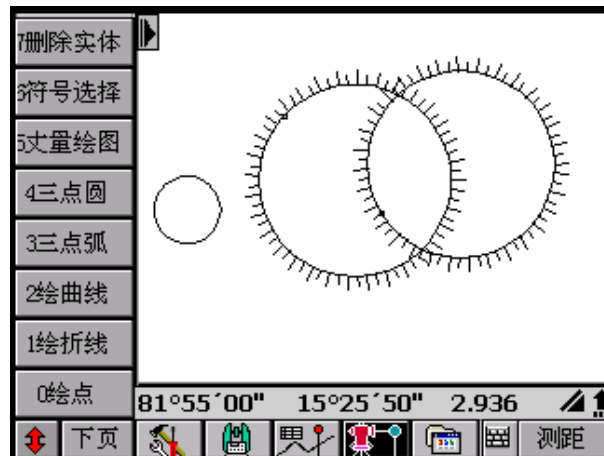 7删除实体
6符号选择
5丈量绘图
4三点圆
3三点弧
2绘曲线
1绘折线
0绘点
81°55′00" 15°25′50" 2.936
下页
测距